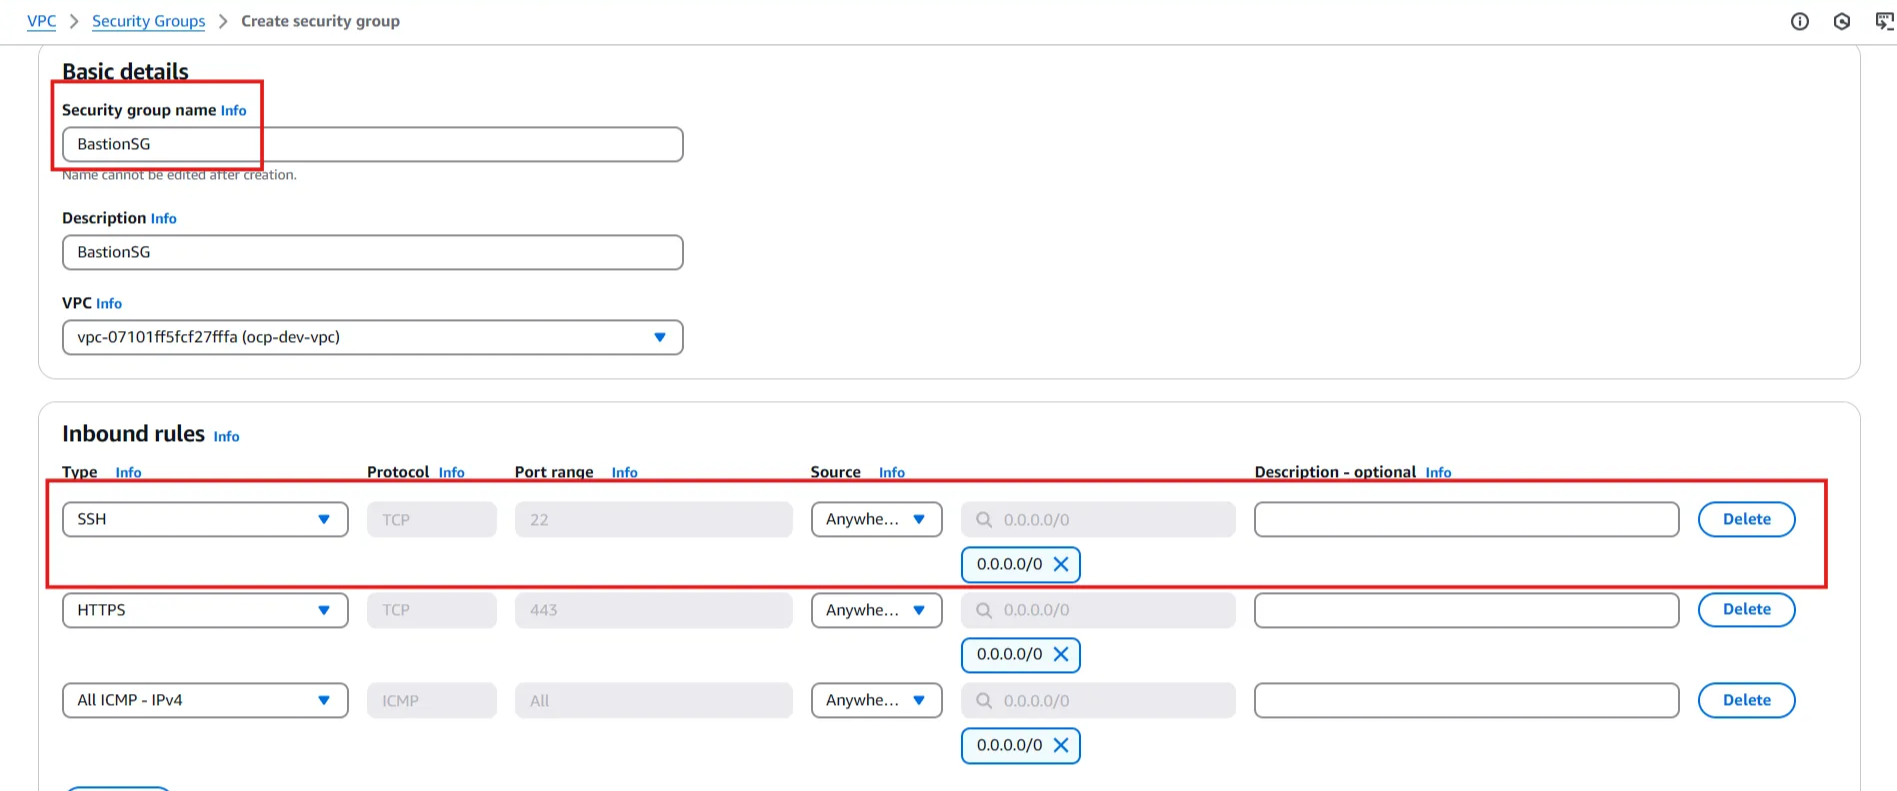 VPC > Security Groups > Create security group
Basic details
Security group name Info
BastionSG
Name cannot be edited after creation.
Description Info
BastionSG
VPC Info
vpc-07101ff5fcf27fffa (ocp-dev-vpc)
Inbound rules Info
Type Info Protocol Info Port range Info Source Info Description - optional Info
SSH TCP 22 Anywhe... 0.0.0.0/0 Delete
0.0.0.0/0
HTTPS TCP 443 Anywhe... 0.0.0.0/0 Delete
0.0.0.0/0
All ICMP - IPv4 ICMP All Anywhe... 0.0.0.0/0 Delete
0.0.0.0/0